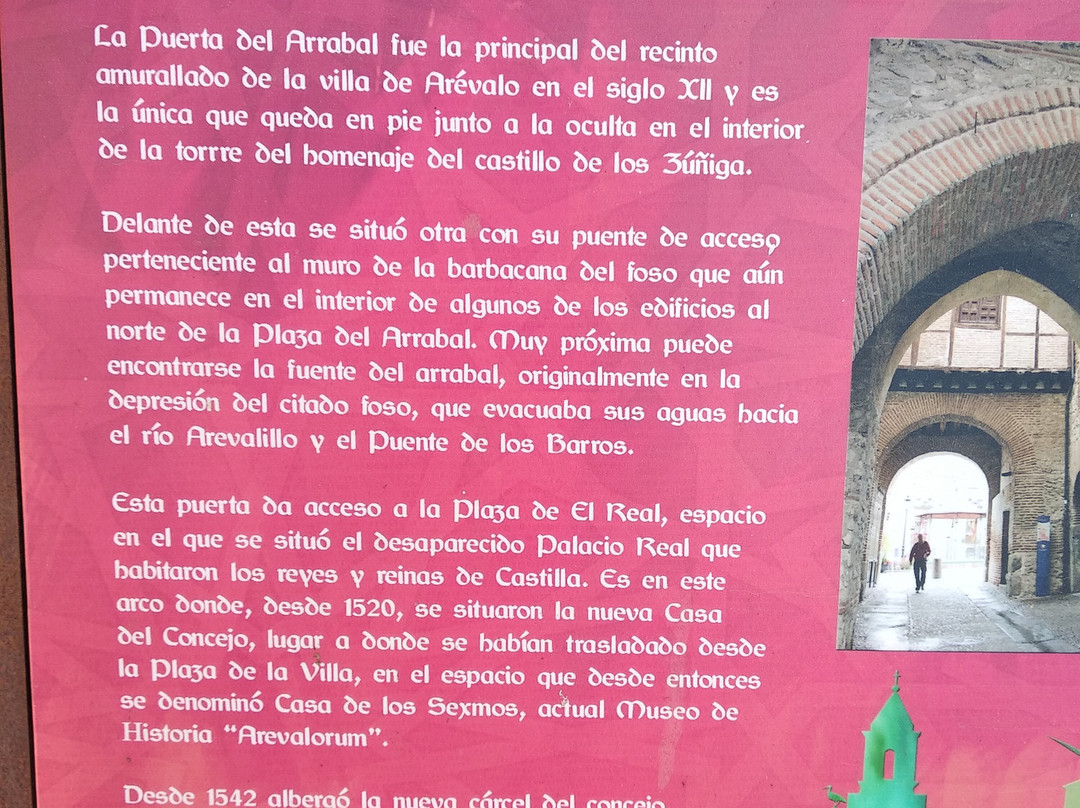 La Puerta del Arrabal fue la principal del recinto
amurallado de la villa de Arévalo en el siglo XII y es
la única que queda en pie junto a la oculta en el interior
de la torrre del homenaje del castillo de los Zúñiga.
Delante de esta se situó otra con su puente de acceso
perteneciente al muro de la barbacana del foso que aún
permanece en el interior de algunos de los edificios al
norte de la Plaza del Arrabal. Muy próxima puede
encontrarse la fuente del arrabal, originalmente en la
depresión del citado foso, que evacuaba sus aguas hacia
el río Arevalillo y el Puente de los Barros.
Esta puerta da acceso a la Plaza de El Real, espacio
en el que se situó el desaparecido Palacio Real que
habitaron los reyes y reinas de Castilla. Es en este
arco donde, desde 1520, se situaron la nueva Casa
del Concejo, lugar a donde se habían trasladado desde
la Plaza de la Villa, en el espacio que desde entonces
se denominó Casa de los Sexmos, actual Museo de
Historia “Arevalorum”.
Desde 1542 albergó la nueva cárcel del concejo